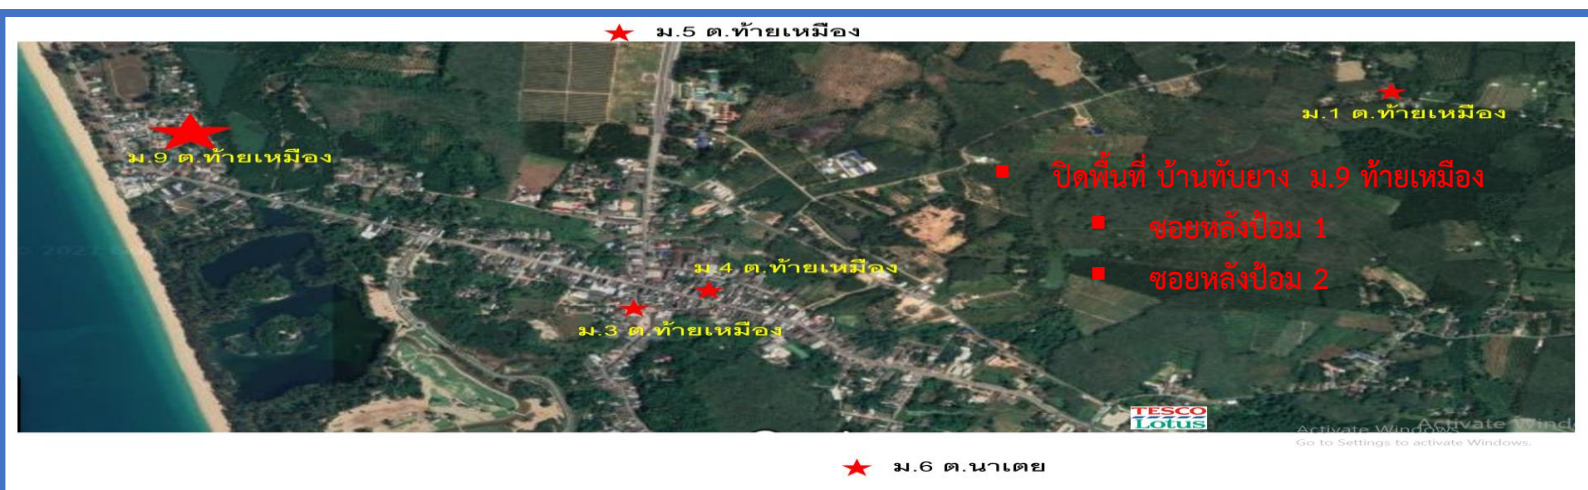 ม.5 ต.ท้ายเหมือง
ม.1 ต.ท้ายเหมือง
ม.9 ต.ท้ายเหมือง
ปิดพื้นที่ บ้านทับยาง ม.9 ท้ายเหมือง
ซอยหลังป้อม 1
ซอยหลังป้อม 2
ม.4 ต.ท้ายเหมือง
ม.3 ต.ท้ายเหมือง
TESCO
Lotus
Activate Windows
Go to Settings to activate Windows.
ม.6 ต.นาเตย